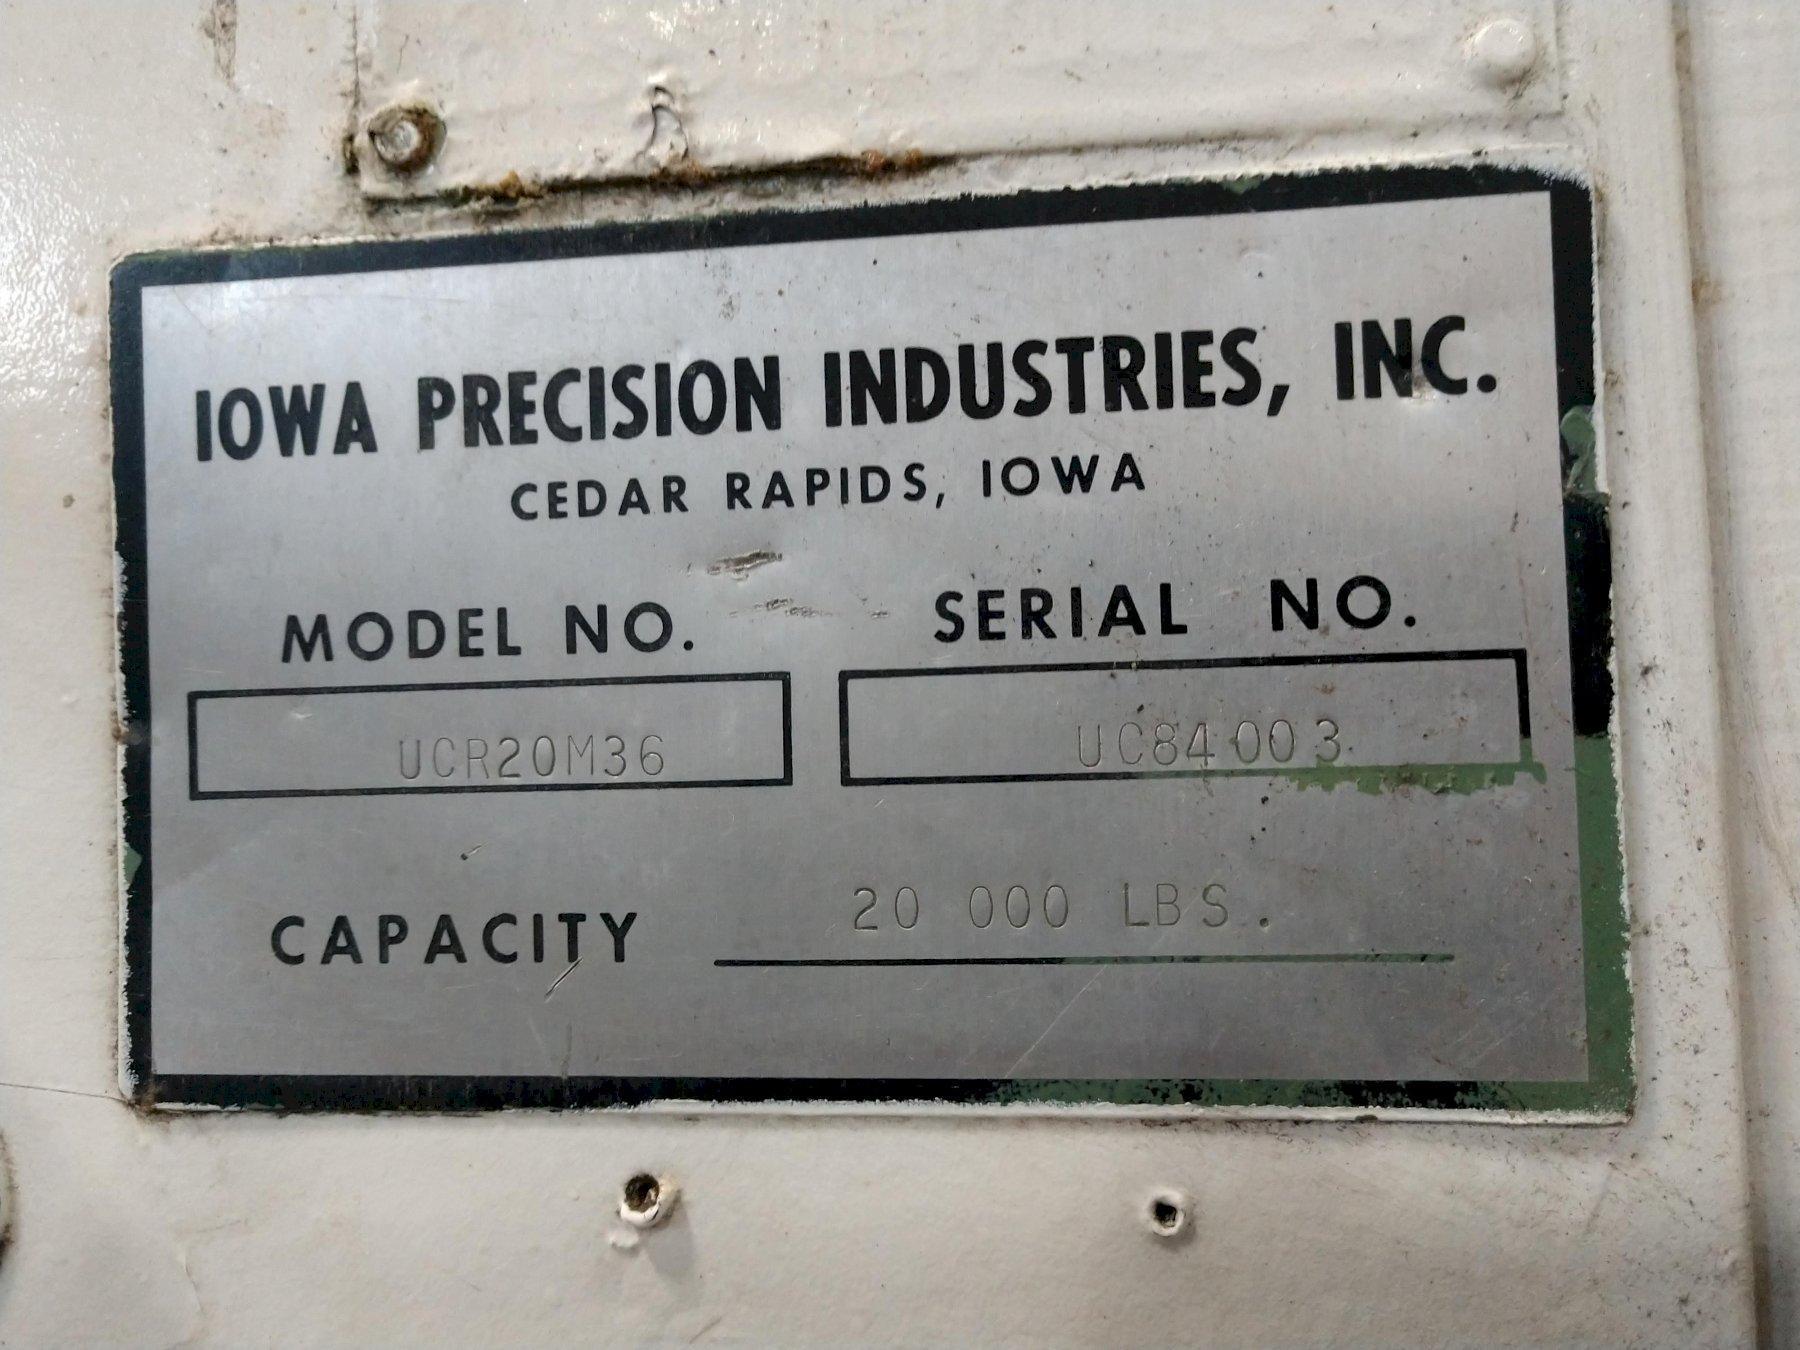 IOWA PRECISION INDUSTRIES, INC.
CEDAR RAPIDS, IOWA
MODEL NO. SERIAL NO.
UCR20M36 UC84003
CAPACITY 20 000 LBS.